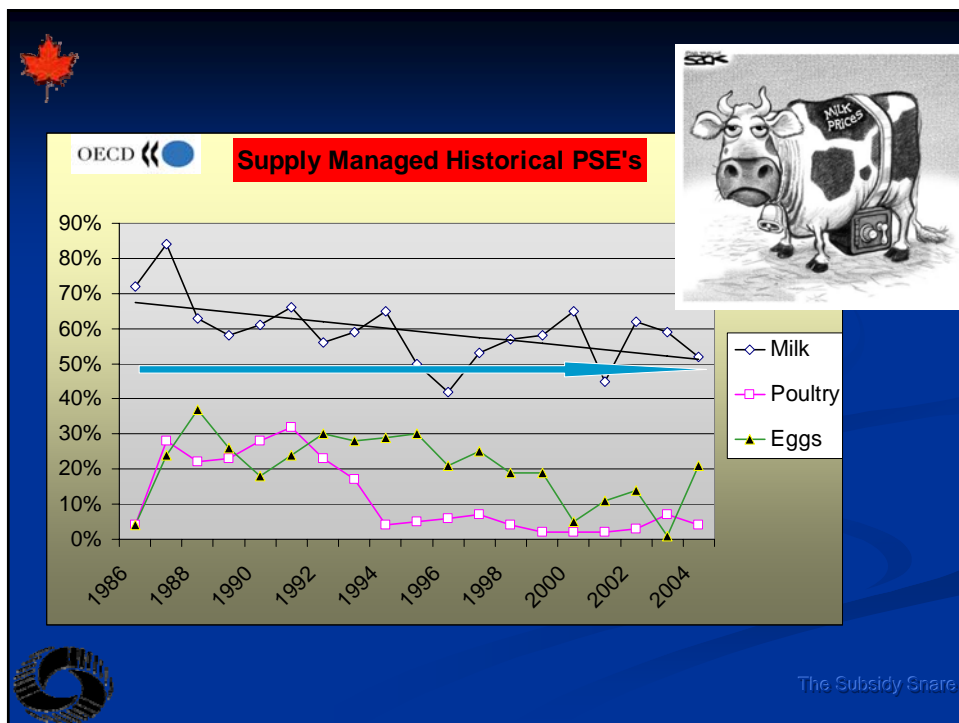 SACK
MILK
PRICES
OECD
Supply Managed Historical PSE's
90%
80%
70%
60%
50%
40%
30%
20%
10%
0%
1986
1988
1990
1992
1994
1996
1998
2000
2002
2004
Milk
Poultry
Eggs
The Subsidy Snare